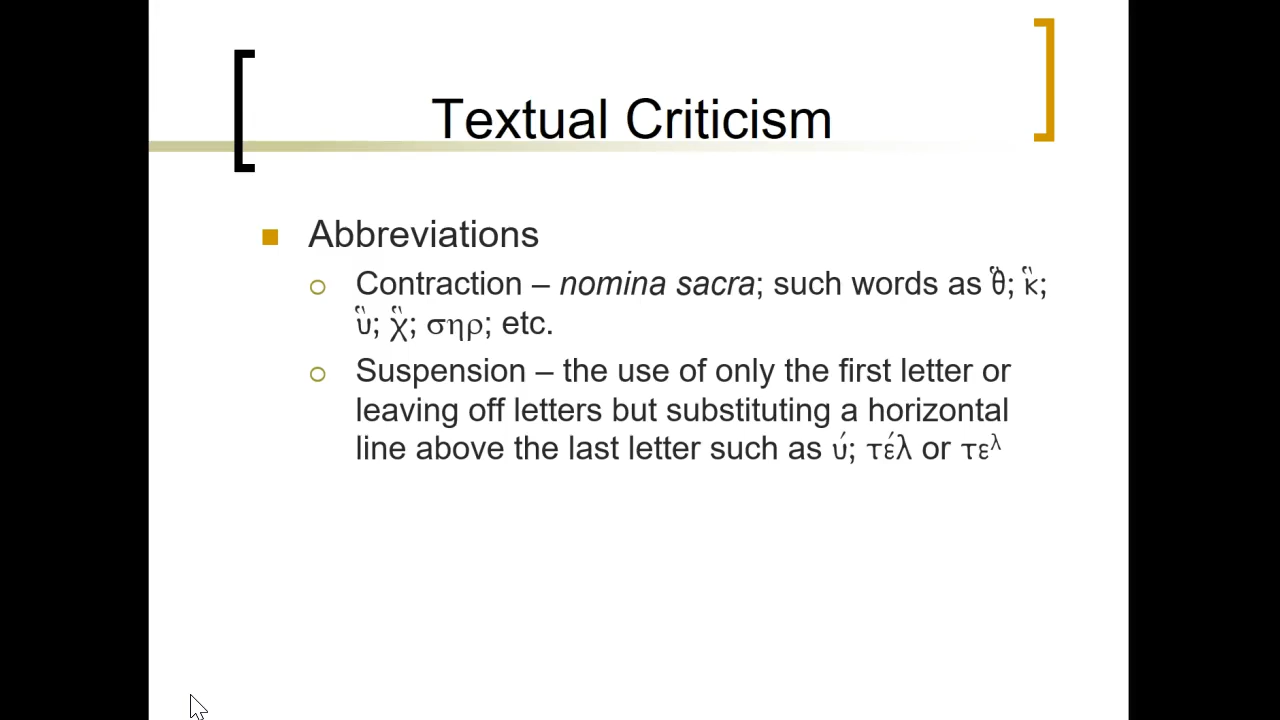 Textual Criticism
Abbreviations
Contraction – nomina sacra; such words as θ̔̏; κ̔̏;
ὑ̏; χ̔̏; σηρ; etc.
Suspension – the use of only the first letter or
leaving off letters but substituting a horizontal
line above the last letter such as ύ; τέλ or τε^λ